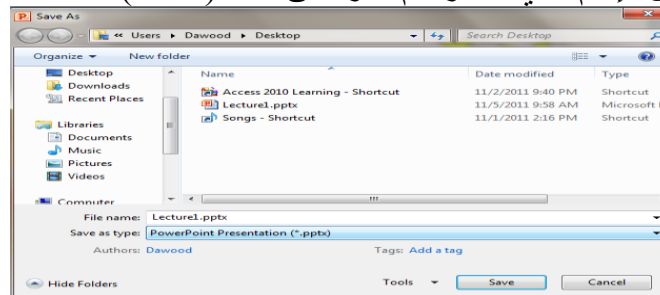 Save As
« Users ▸ Dawood ▸ Desktop
Search Desktop
Organize
New folder
Desktop
Downloads
Recent Places
Libraries
Documents
Music
Pictures
Videos
Computer
Name Date modified Type
Access 2010 Learning - Shortcut 11/2/2011 9:40 PM Shortcut
Lecture1.pptx 11/5/2011 9:58 AM Microsoft
Songs - Shortcut 11/1/2011 2:16 PM Shortcut
File name: Lecture1.pptx
Save as type: PowerPoint Presentation (*.pptx)
Authors: Dawood Tags: Add a tag
Hide Folders Tools Save Cancel